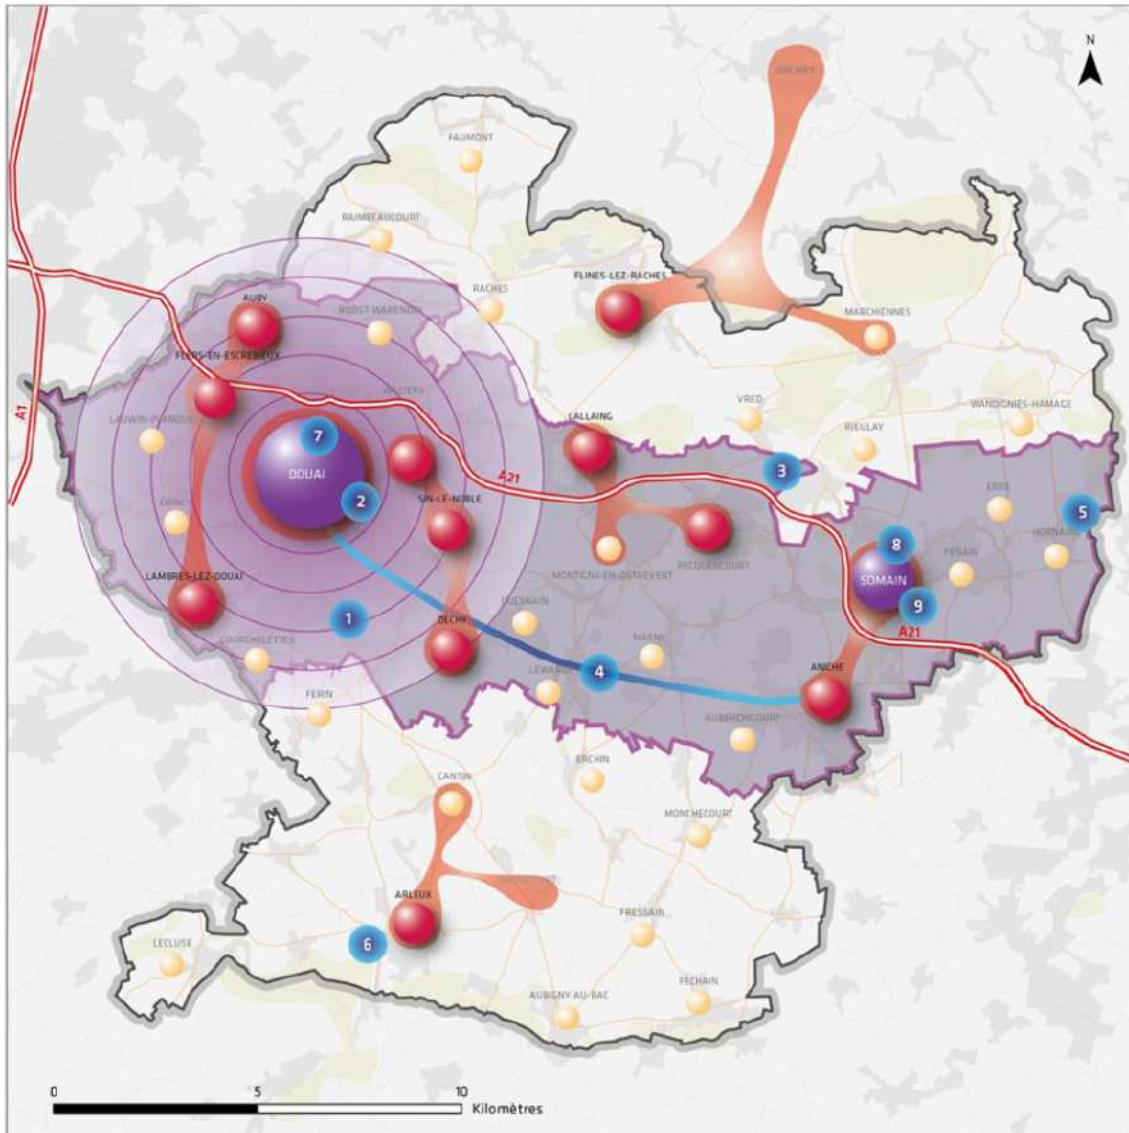 N
ORCHIES
FAUMONT
RAIMBEAUCOURT
FLINES-LEZ-RACHES
RACHES
AUBY
ROOST-WARENDIN
MARCHIENNES
FLERS-EN-ESCREBIEUX
WAZIERS
VRED
WANDIGNIES-HAMAGE
A1
LAUWIN-PLANQUE
LALLAING
RIEULAY
7
DOUAI
A21
3
SIN-LE-NOBLE
2
ERRE
5
CUINCY
HORNAING
8
PECQUENCOURT
FENAIN
LAMBRES-LEZ-DOUAI
MONTIGNY-EN-OSTREVENT
SOMAIN
GUESNAIN
9
1
DECHY
A21
COURCHELETTES
MASNY
ANICHE
LEWARDE
4
FERIN
AUBERCHICOURT
ERCHIN
CANTIN
MONCHECOURT
ARLEUX
FRESSAIN
LECLUSE
6
FECHAIN
AUBIGNY-AU-BAC
0 5 10
Kilomètres